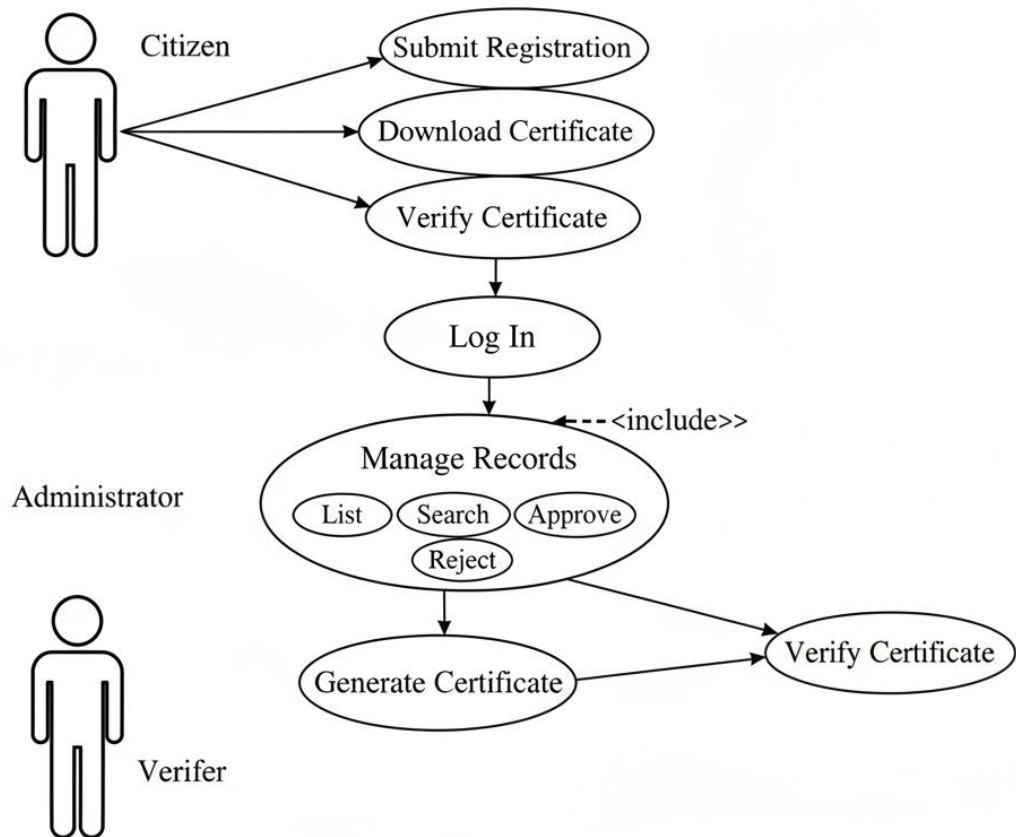 Citizen
Submit Registration
Download Certificate
Verify Certificate
Log In
<include>>
Manage Records
Administrator
List
Search
Approve
Reject
Verify Certificate
Generate Certificate
Verifer